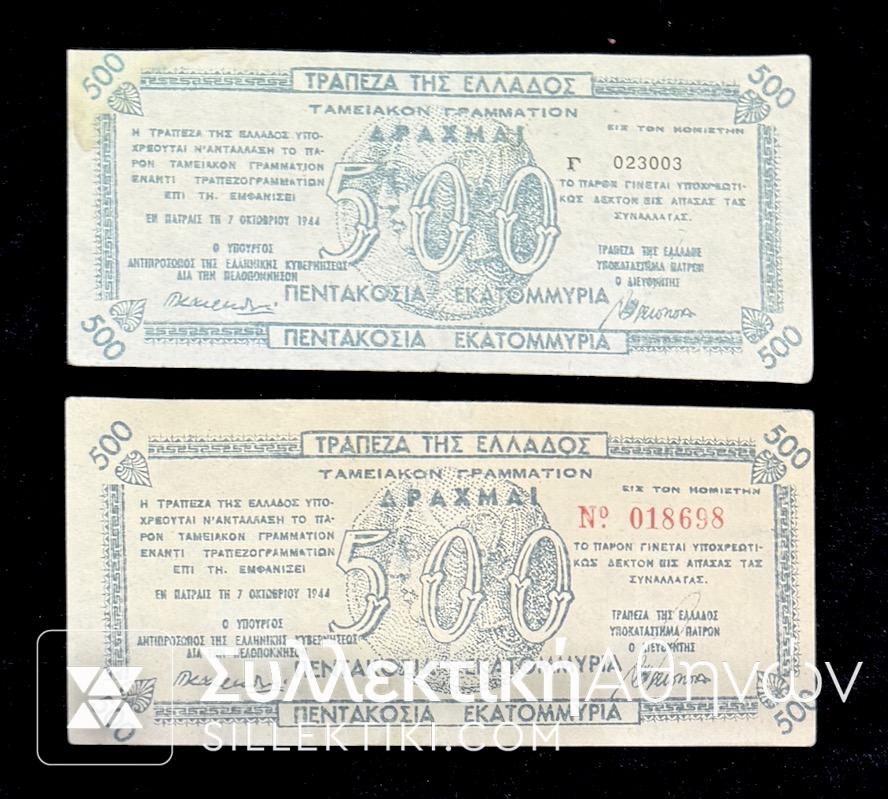 500 ΤΡΑΠΕΖΑ ΤΗΣ ΕΛΛΑΔΟΣ 500
ΤΑΜΕΙΑΚΟΝ ΓΡΑΜΜΑΤΙΟΝ
ΔΡΑΧΜΑΙ
Η ΤΡΑΠΕΖΑ ΤΗΣ ΕΛΛΑΔΟΣ ΥΠΟ-
ΧΡΕΟΥΤΑΙ Ν'ΑΝΤΑΛΛΑΞΗ ΤΟ ΠΑ-
ΡΟΝ ΤΑΜΕΙΑΚΟΝ ΓΡΑΜΜΑΤΙΟΝ
ΕΝΑΝΤΙ ΤΡΑΠΕΖΟΓΡΑΜΜΑΤΙΩΝ
ΕΠΙ ΤΗ ΕΜΦΑΝΙΣΕΙ
ΕΝ ΠΑΤΡΑΙΣ ΤΗ 7 ΟΚΤΩΒΡΙΟΥ 1944
Ο ΥΠΟΥΡΓΟΣ
ΑΝΤΙΠΡΟΣΩΠΟΣ ΤΗΣ ΕΛΛΗΝΙΚΗΣ ΚΥΒΕΡΝΗΣΕΩΣ
ΔΙΑ ΤΗΝ ΠΕΛΟΠΟΝΝΗΣΟΝ
500
ΕΙΣ ΤΟΝ ΚΟΜΙΣΤΗΝ
Γ 023003
ΤΟ ΠΑΡΟΝ ΓΙΝΕΤΑΙ ΥΠΟΧΡΕΩΤΙ-
ΚΩΣ ΔΕΚΤΟΝ ΕΙΣ ΑΠΑΣΑΣ ΤΑΣ
ΣΥΝΑΛΛΑΓΑΣ.
ΤΡΑΠΕΖΑ ΤΗΣ ΕΛΛΑΔΟΣ
ΥΠΟΚΑΤΑΣΤΗΜΑ ΠΑΤΡΩΝ
Ο ΔΙΕΥΘΥΝΤΗΣ
ΠΕΝΤΑΚΟΣΙΑ ΕΚΑΤΟΜΜΥΡΙΑ
500 ΠΕΝΤΑΚΟΣΙΑ ΕΚΑΤΟΜΜΥΡΙΑ 500
500 ΤΡΑΠΕΖΑ ΤΗΣ ΕΛΛΑΔΟΣ 500
ΤΑΜΕΙΑΚΟΝ ΓΡΑΜΜΑΤΙΟΝ
ΔΡΑΧΜΑΙ
Η ΤΡΑΠΕΖΑ ΤΗΣ ΕΛΛΑΔΟΣ ΥΠΟ-
ΧΡΕΟΥΤΑΙ Ν'ΑΝΤΑΛΛΑΞΗ ΤΟ ΠΑ-
ΡΟΝ ΤΑΜΕΙΑΚΟΝ ΓΡΑΜΜΑΤΙΟΝ
ΕΝΑΝΤΙ ΤΡΑΠΕΖΟΓΡΑΜΜΑΤΙΩΝ
ΕΠΙ ΤΗ. ΕΜΦΑΝΙΣΕΙ
ΕΝ ΠΑΤΡΑΙΣ ΤΗ 7 ΟΚΤΩΒΡΙΟΥ 1944
Ο ΥΠΟΥΡΓΟΣ
ΑΝΤΙΠΡΟΣΩΠΟΣ ΤΗΣ ΕΛΛΗΝΙΚΗΣ ΚΥΒΕΡΝΗΣΕΩΣ
ΔΙΑ ΤΗΝ ΠΕΛΟΠΟΝΝΗΣΟΝ
500
ΕΙΣ ΤΟΝ ΚΟΜΙΣΤΗΝ
Nº 018698
ΤΟ ΠΑΡΟΝ ΓΙΝΕΤΑΙ ΥΠΟΧΡΕΩΤΙ-
ΚΩΣ ΔΕΚΤΟΝ ΕΙΣ ΑΠΑΣΑΣ ΤΑΣ
ΣΥΝΑΛΛΑΓΑΣ.
ΤΡΑΠΕΖΑ ΤΗΣ ΕΛΛΑΔΟΣ
ΥΠΟΚΑΤΑΣΤΗΜΑ ΠΑΤΡΩΝ
Ο ΔΙΕΥΘΥΝΤΗΣ
ΠΕΝΤΑΚΟΣΙΑ ΕΚΑΤΟΜΜΥΡΙΑ
ΠΕΝΤΑΚΟΣΙΑ ΕΚΑΤΟΜΜΥΡΙΑ 500
ΣυλλεκτικήΑθηνών
SILLEKTIKI.COM